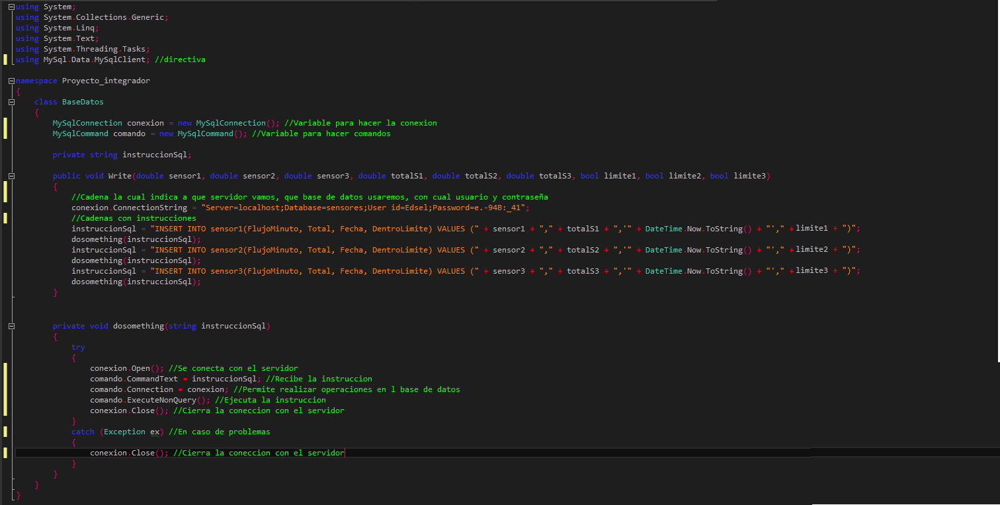 using System;
using System.Collections.Generic;
using System.Linq;
using System.Text;
using System.Threading.Tasks;
using MySql.Data.MySqlClient; //directiva
namespace Proyecto_integrador
{
class BaseDatos
{
MySqlConnection conexion = new MySqlConnection(); //Variable para hacer la conexion
MySqlCommand comando = new MySqlCommand(); //Variable para hacer comandos
private string instruccionSql;
public void Write(double sensor1, double sensor2, double sensor3, double totalS1, double totalS2, double totalS3, bool limite1, bool limite2, bool limite3)
{
//Cadena la cual indica a que servidor vamos, que base de datos usaremos, con cual usuario y contraseña
conexion.ConnectionString = "Server=localhost;Database=sensores;User id=Edsel;Password=e.-94B:_41";
//Cadenas con instrucciones
instruccionSql = "INSERT INTO sensor1(FlujoMinuto, Total, Fecha, DentroLimite) VALUES (" + sensor1 + "," + totalS1 + ",'" + DateTime.Now.ToString() + "'," +limite1 + ")";
dosomething(instruccionSql);
instruccionSql = "INSERT INTO sensor2(FlujoMinuto, Total, Fecha, DentroLimite) VALUES (" + sensor2 + "," + totalS2 + ",'" + DateTime.Now.ToString() + "'," +limite2 + ")";
dosomething(instruccionSql);
instruccionSql = "INSERT INTO sensor3(FlujoMinuto, Total, Fecha, DentroLimite) VALUES (" + sensor3 + "," + totalS3 + ",'" + DateTime.Now.ToString() + "'," +limite3 + ")";
dosomething(instruccionSql);
}
private void dosomething(string instruccionSql)
{
try
{
conexion.Open(); //Se conecta con el servidor
comando.CommandText = instruccionSql; //Recibe la instruccion
comando.Connection = conexion; //Permite realizar operaciones en l base de datos
comando.ExecuteNonQuery(); //Ejecuta la instruccion
conexion.Close(); //Cierra la coneccion con el servidor
}
catch (Exception ex) //En caso de problemas
{
conexion.Close(); //Cierra la coneccion con el servidor
}
}
}
}